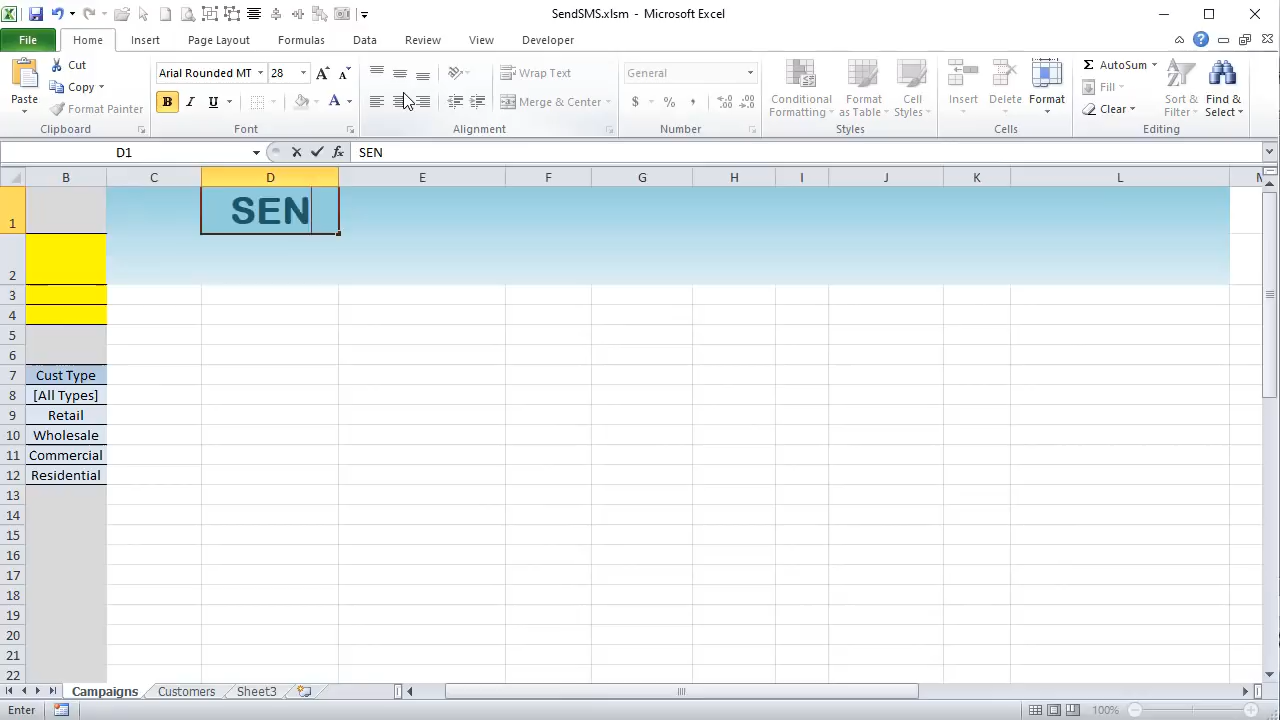 SendSMS.xlsm - Microsoft Excel
File Home Insert Page Layout Formulas Data Review View Developer
Cut Arial Rounded MT 28 Wrap Text General Σ AutoSum
Paste Copy B I U A Merge & Center $ % , Conditional Formatting Format as Table Cell Styles Insert Delete Format Fill Sort & Filter Find & Select
Format Painter Clear
Clipboard Font Alignment Number Styles Cells Editing
D1 fx SEN
B C D E F G H I J K L M
1 SEN
2
3
4
5
6
7 Cust Type
8 [All Types]
9 Retail
10 Wholesale
11 Commercial
12 Residential
13
14
15
16
17
18
19
20
21
22
Campaigns Customers Sheet3
Enter 100%